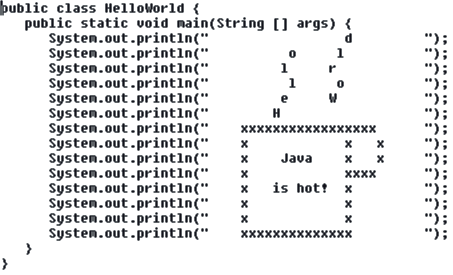 public class HelloWorld {
   public static void main(String [] args) {
      System.out.println("                 d         ");
      System.out.println("          o     l          ");
      System.out.println("         l     r           ");
      System.out.println("          l     o          ");
      System.out.println("         e     W           ");
      System.out.println("        H                  ");
      System.out.println("    xxxxxxxxxxxxxxxxx      ");
      System.out.println("    x            x   x     ");
      System.out.println("    x    Java    x   x     ");
      System.out.println("    x            xxxx      ");
      System.out.println("    x   is hot!  x         ");
      System.out.println("    x            x         ");
      System.out.println("    x            x         ");
      System.out.println("    xxxxxxxxxxxxxx         ");
   }
}